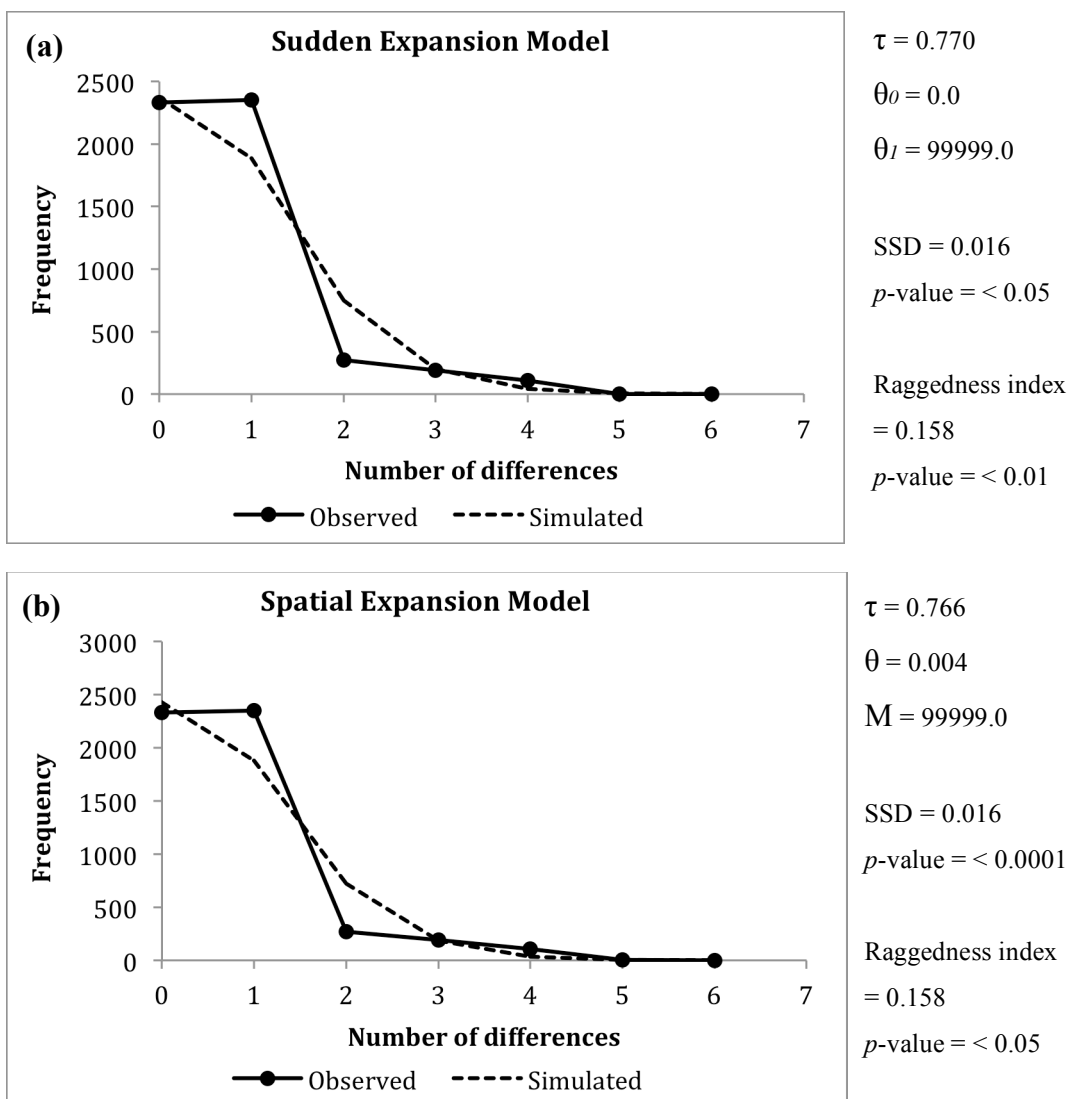 (a)
Sudden Expansion Model
2500
2000
1500
1000
500
0
Frequency
0 1 2 3 4 5 6 7
Number of differences
Observed Simulated
τ = 0.770
θ0 = 0.0
θ1 = 99999.0
SSD = 0.016
p-value = < 0.05
Raggedness index
= 0.158
p-value = < 0.01
(b)
Spatial Expansion Model
3000
2500
2000
1500
1000
500
0
Frequency
0 1 2 3 4 5 6 7
Number of differences
Observed Simulated
τ = 0.766
θ = 0.004
M = 99999.0
SSD = 0.016
p-value = < 0.0001
Raggedness index
= 0.158
p-value = < 0.05